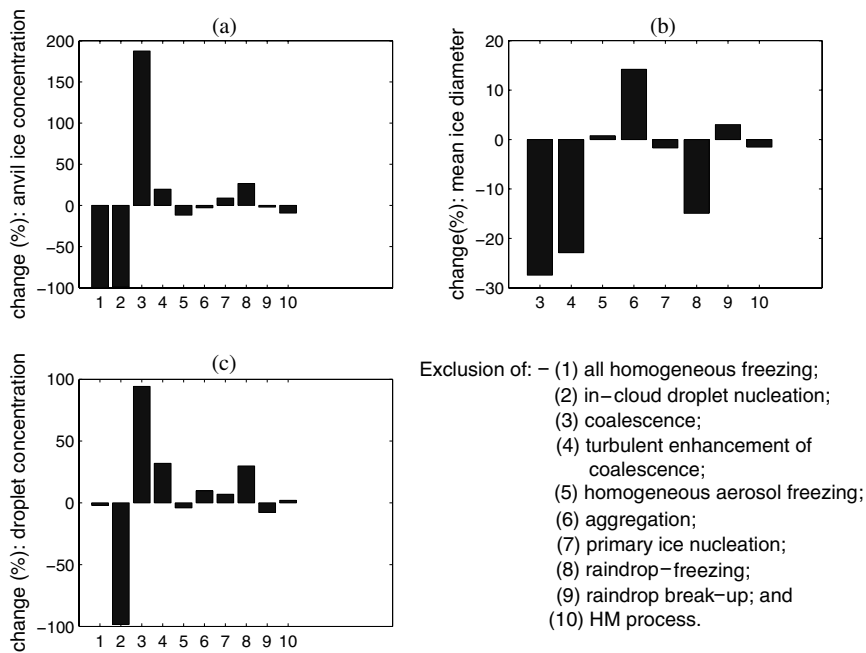 (a)
change (%): anvil ice concentration
200
150
100
50
0
−50
−100
1 2 3 4 5 6 7 8 9 10
(b)
change(%): mean ice diameter
20
10
0
−10
−20
−30
3 4 5 6 7 8 9 10
(c)
change (%): droplet concentration
100
50
0
−50
−100
1 2 3 4 5 6 7 8 9 10
Exclusion of: − (1) all homogeneous freezing;
(2) in−cloud droplet nucleation;
(3) coalescence;
(4) turbulent enhancement of
coalescence;
(5) homogeneous aerosol freezing;
(6) aggregation;
(7) primary ice nucleation;
(8) raindrop−freezing;
(9) raindrop break−up; and
(10) HM process.